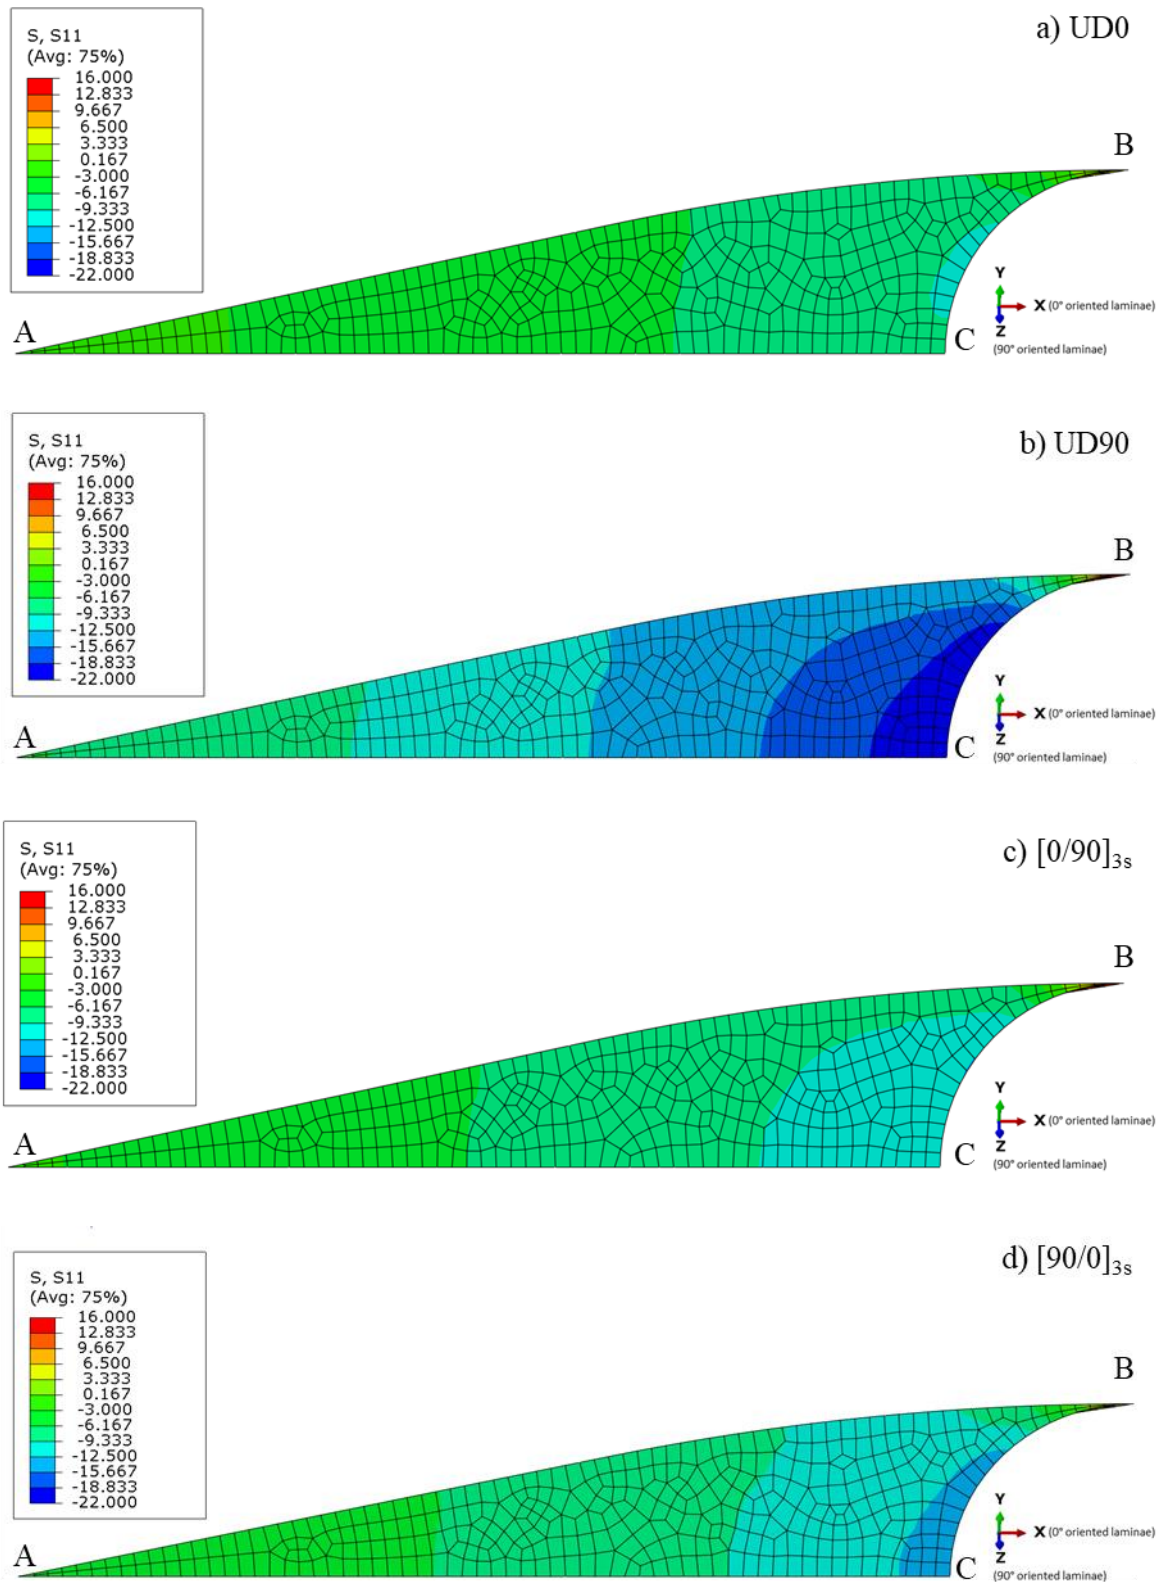 a) UD0
S, S11
(Avg: 75%)
16.000
12.833
9.667
6.500
3.333
0.167
-3.000
-6.167
-9.333
-12.500
-15.667
-18.833
-22.000
B
A
C
Y
X (0° oriented laminae)
Z
(90° oriented laminae)
b) UD90
S, S11
(Avg: 75%)
16.000
12.833
9.667
6.500
3.333
0.167
-3.000
-6.167
-9.333
-12.500
-15.667
-18.833
-22.000
B
A
C
Y
X (0° oriented laminae)
Z
(90° oriented laminae)
c) [0/90]3s
S, S11
(Avg: 75%)
16.000
12.833
9.667
6.500
3.333
0.167
-3.000
-6.167
-9.333
-12.500
-15.667
-18.833
-22.000
B
A
C
Y
X (0° oriented laminae)
Z
(90° oriented laminae)
d) [90/0]3s
S, S11
(Avg: 75%)
16.000
12.833
9.667
6.500
3.333
0.167
-3.000
-6.167
-9.333
-12.500
-15.667
-18.833
-22.000
B
A
C
Y
X (0° oriented laminae)
Z
(90° oriented laminae)